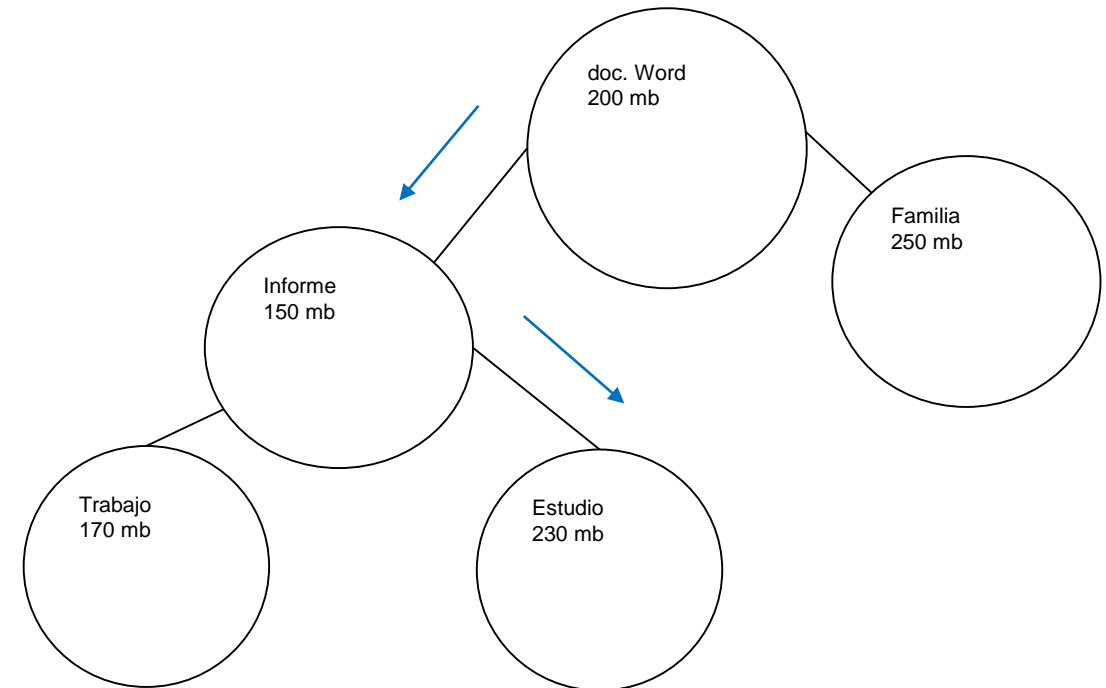 doc. Word
200 mb
Familia
250 mb
Informe
150 mb
Trabajo
170 mb
Estudio
230 mb